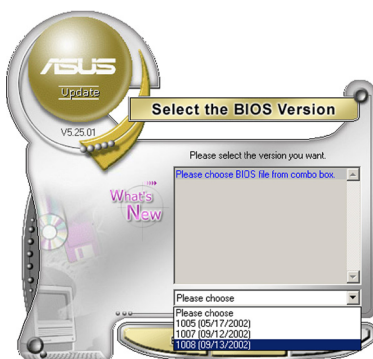 ASUS
Update
V5.25.01
Select the BIOS Version
Please select the version you want.
Please choose BIOS file from combo box.
What's
New
Please choose
Please choose
1005 (05/17/2002)
1007 (09/12/2002)
1008 (09/13/2002)